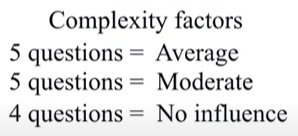 Complexity factors
5 questions = Average
5 questions = Moderate
4 questions = No influence